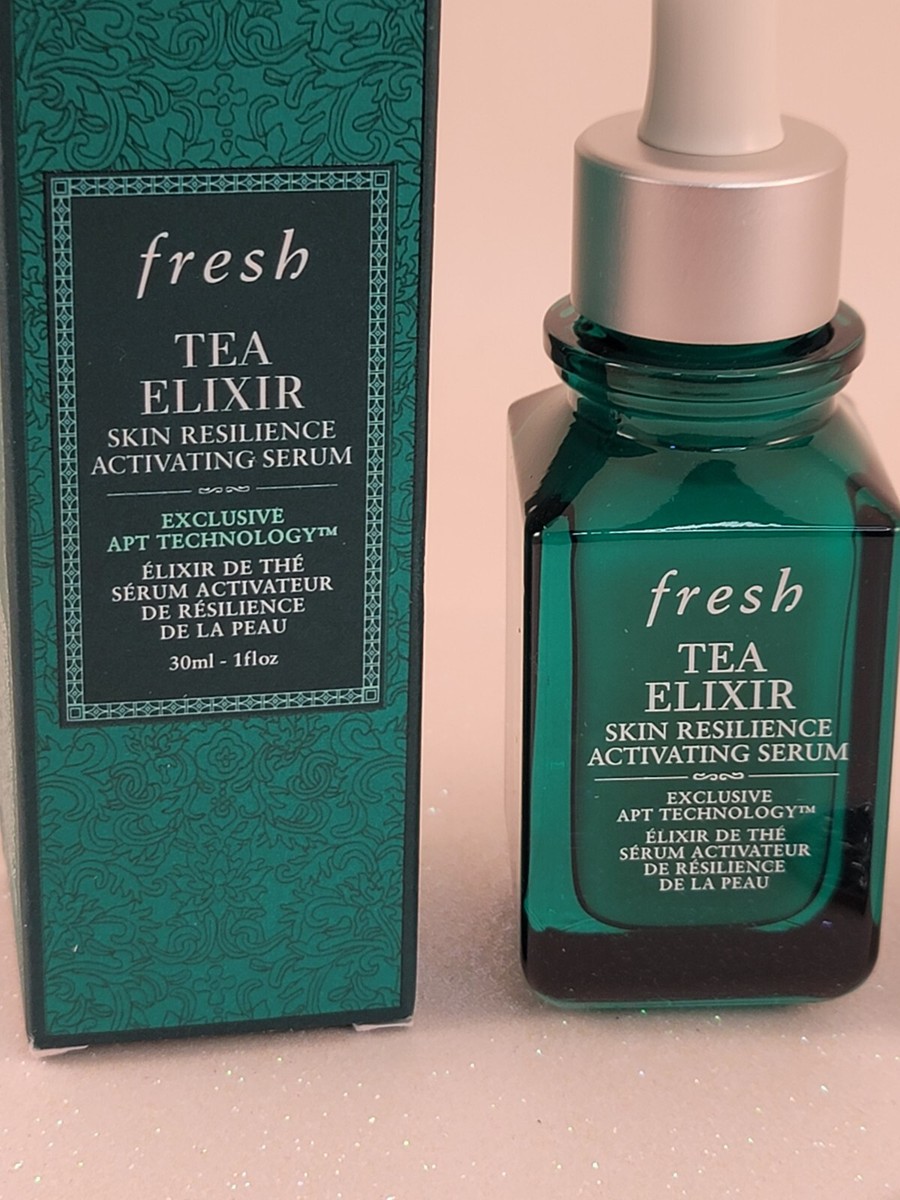 fresh
TEA
ELIXIR
SKIN RESILIENCE
ACTIVATING SERUM
EXCLUSIVE
APT TECHNOLOGY™
ÉLIXIR DE THÉ
SÉRUM ACTIVATEUR
DE RÉSILIENCE
DE LA PEAU
30ml - 1floz
fresh
TEA
ELIXIR
SKIN RESILIENCE
ACTIVATING SERUM
EXCLUSIVE
APT TECHNOLOGY™
ÉLIXIR DE THÉ
SÉRUM ACTIVATEUR
DE RÉSILIENCE
DE LA PEAU